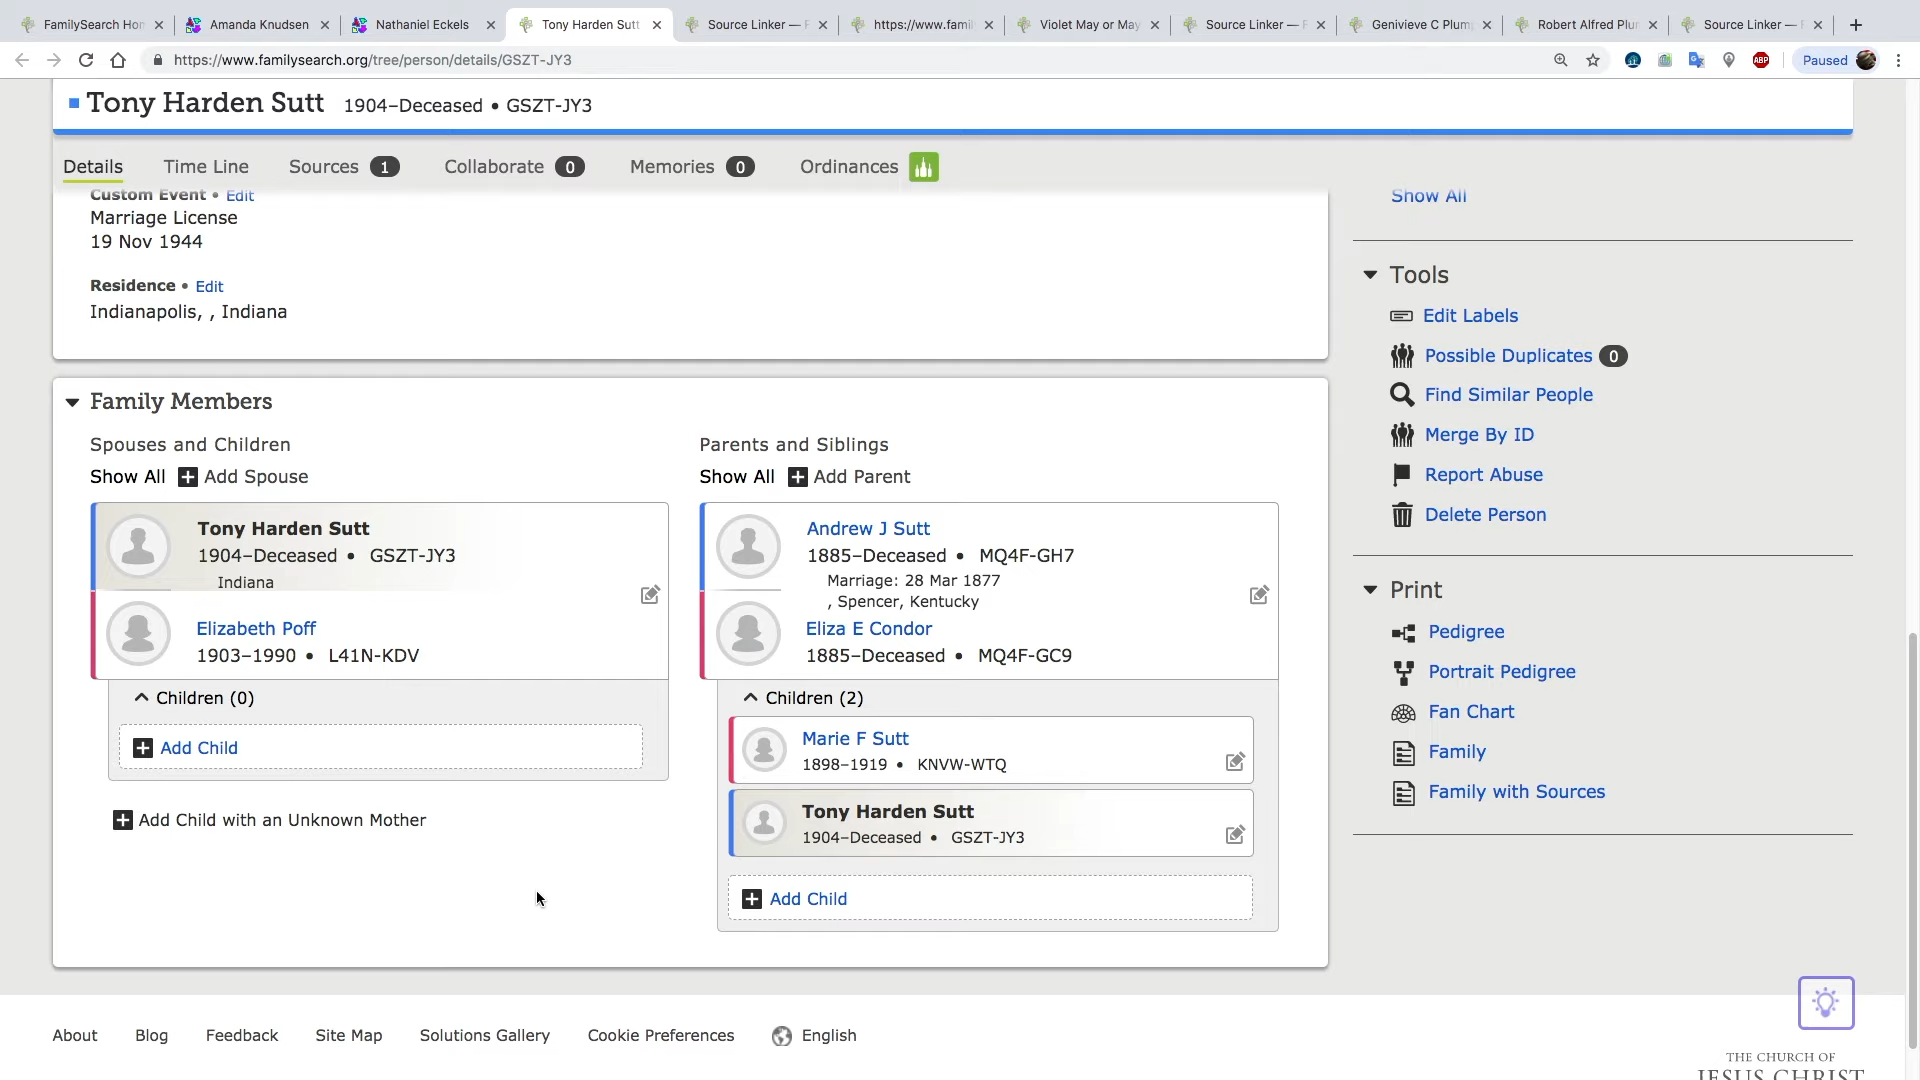 FamilySearch Hom
Amanda Knudsen
Nathaniel Eckels
Tony Harden Sutt
Source Linker — F
https://www.famil
Violet May or May
Source Linker — F
Genivieve C Plum
Robert Alfred Plu
Source Linker — F
https://www.familysearch.org/tree/person/details/GSZT-JY3
ABP
Paused
Tony Harden Sutt 1904–Deceased • GSZT-JY3
Details Time Line Sources 1 Collaborate 0 Memories 0 Ordinances
Custom Event • Edit
Marriage License
19 Nov 1944
Residence • Edit
Indianapolis, , Indiana
Family Members
Spouses and Children
Show All Add Spouse
Tony Harden Sutt
1904–Deceased • GSZT-JY3
Indiana
Elizabeth Poff
1903–1990 • L41N-KDV
Children (0)
Add Child
Add Child with an Unknown Mother
Parents and Siblings
Show All Add Parent
Andrew J Sutt
1885–Deceased • MQ4F-GH7
Marriage: 28 Mar 1877
, Spencer, Kentucky
Eliza E Condor
1885–Deceased • MQ4F-GC9
Children (2)
Marie F Sutt
1898–1919 • KNVW-WTQ
Tony Harden Sutt
1904–Deceased • GSZT-JY3
Add Child
Show All
Tools
Edit Labels
Possible Duplicates 0
Find Similar People
Merge By ID
Report Abuse
Delete Person
Print
Pedigree
Portrait Pedigree
Fan Chart
Family
Family with Sources
About Blog Feedback Site Map Solutions Gallery Cookie Preferences English
THE CHURCH OF
JESUS CHRIST